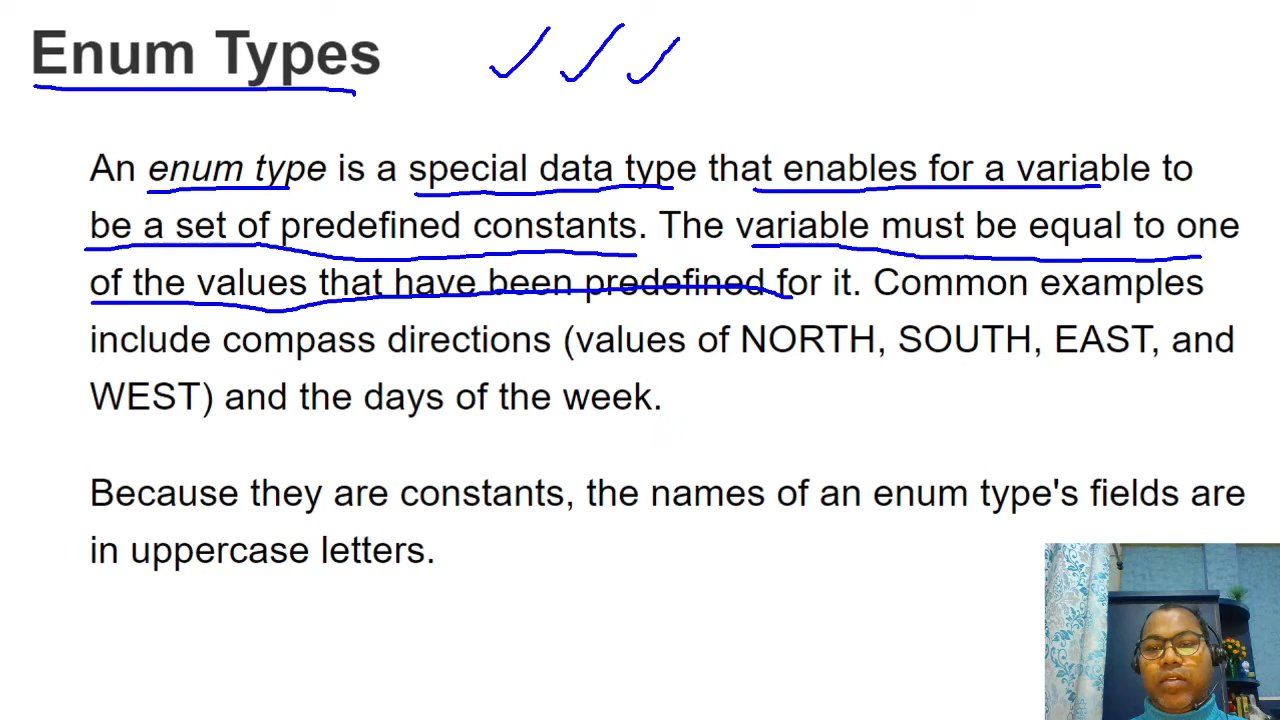 Enum Types
An enum type is a special data type that enables for a variable to
be a set of predefined constants. The variable must be equal to one
of the values that have been predefined for it. Common examples
include compass directions (values of NORTH, SOUTH, EAST, and
WEST) and the days of the week.
Because they are constants, the names of an enum type's fields are
in uppercase letters.